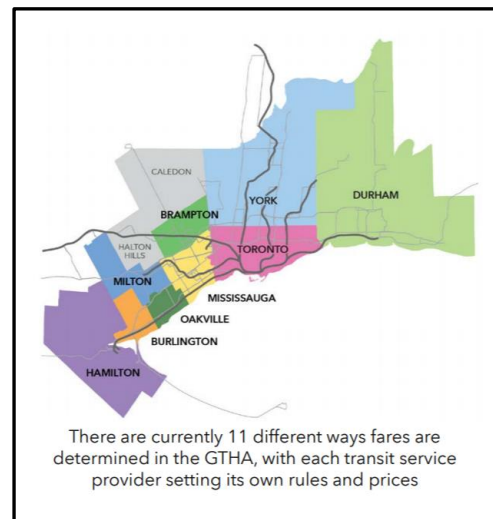 CALEDON
YORK
DURHAM
BRAMPTON
TORONTO
HALTON
HILLS
MILTON
MISSISSAUGA
OAKVILLE
BURLINGTON
HAMILTON
There are currently 11 different ways fares are
determined in the GTHA, with each transit service
provider setting its own rules and prices